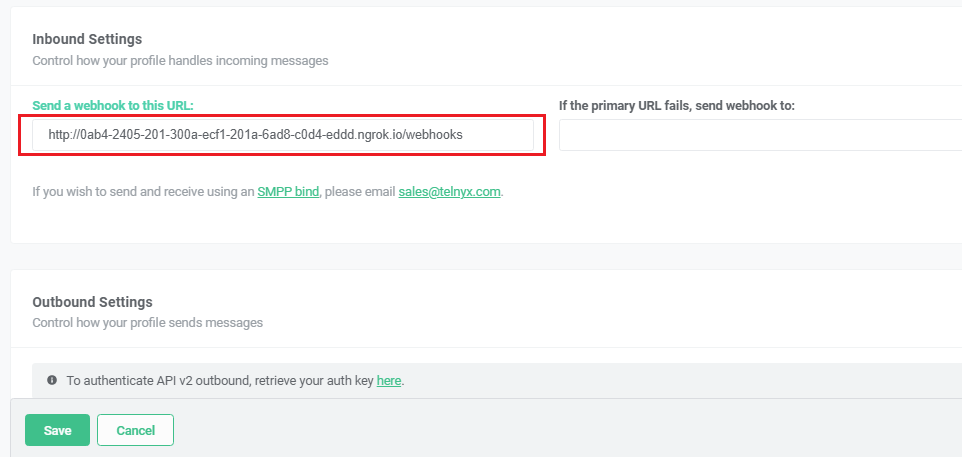 Inbound Settings
Control how your profile handles incoming messages
Send a webhook to this URL:
http://0ab4-2405-201-300a-ecf1-201a-6ad8-c0d4-eddd.ngrok.io/webhooks
If the primary URL fails, send webhook to:
If you wish to send and receive using an SMPP bind, please email sales@telnyx.com.
Outbound Settings
Control how your profile sends messages
To authenticate API v2 outbound, retrieve your auth key here.
Save
Cancel